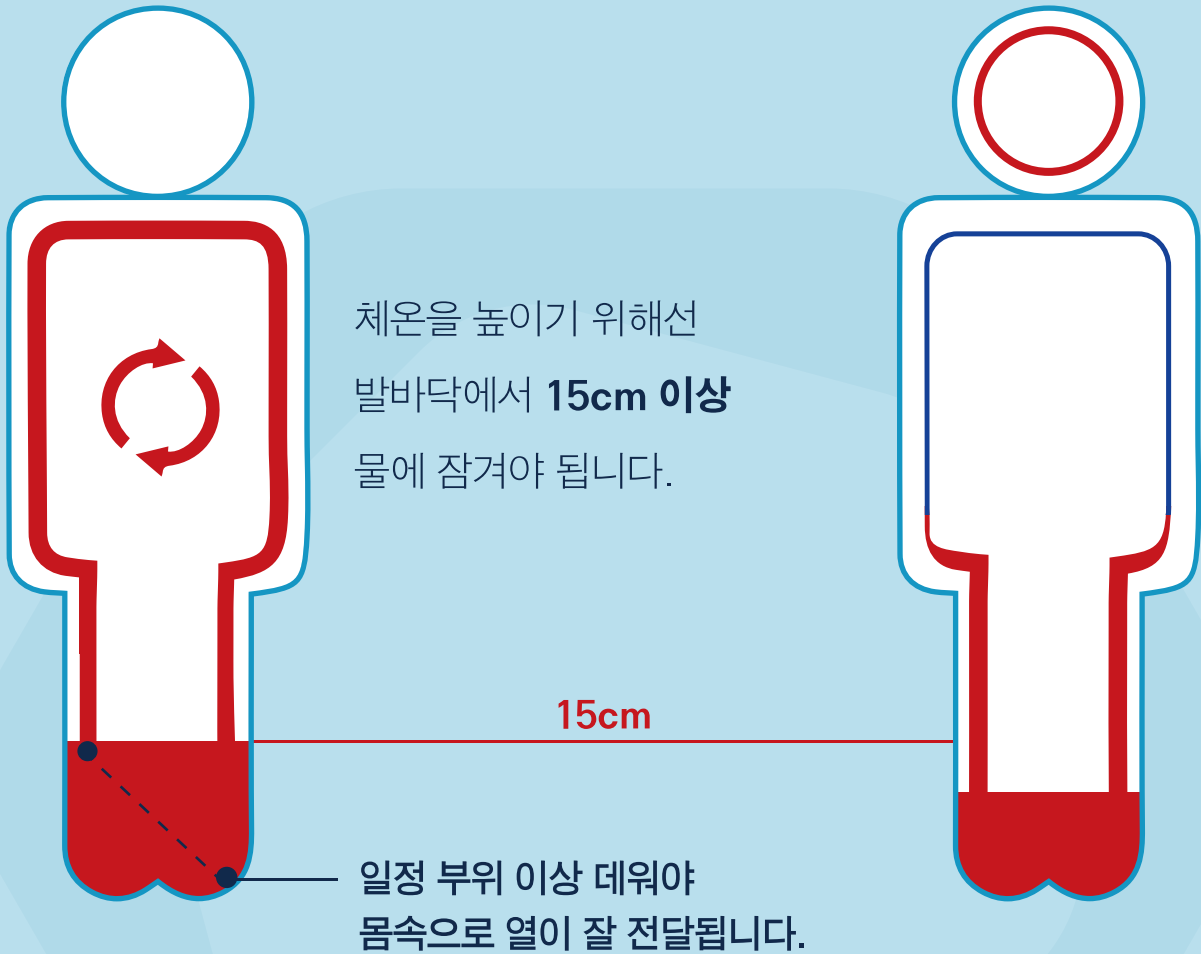 체온을 높이기 위해선
발바닥에서 15cm 이상
물에 잠겨야 됩니다.
15cm
일정 부위 이상 데워야
몸속으로 열이 잘 전달됩니다.